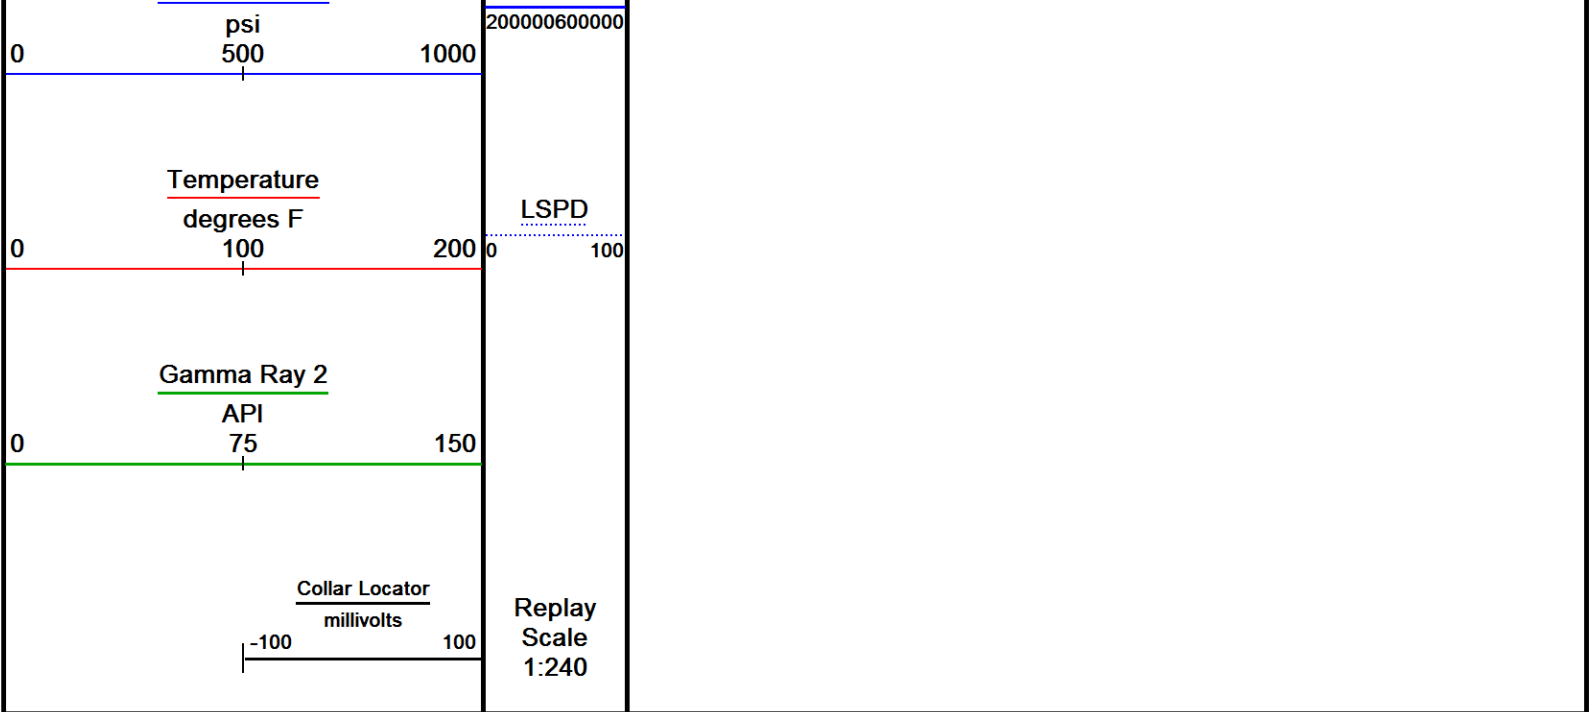 psi
0 500 1000
200000600000
Temperature
degrees F
0 100 200
LSPD
0 100
Gamma Ray 2
API
0 75 150
Collar Locator
millivolts
-100 100
Replay
Scale
1:240